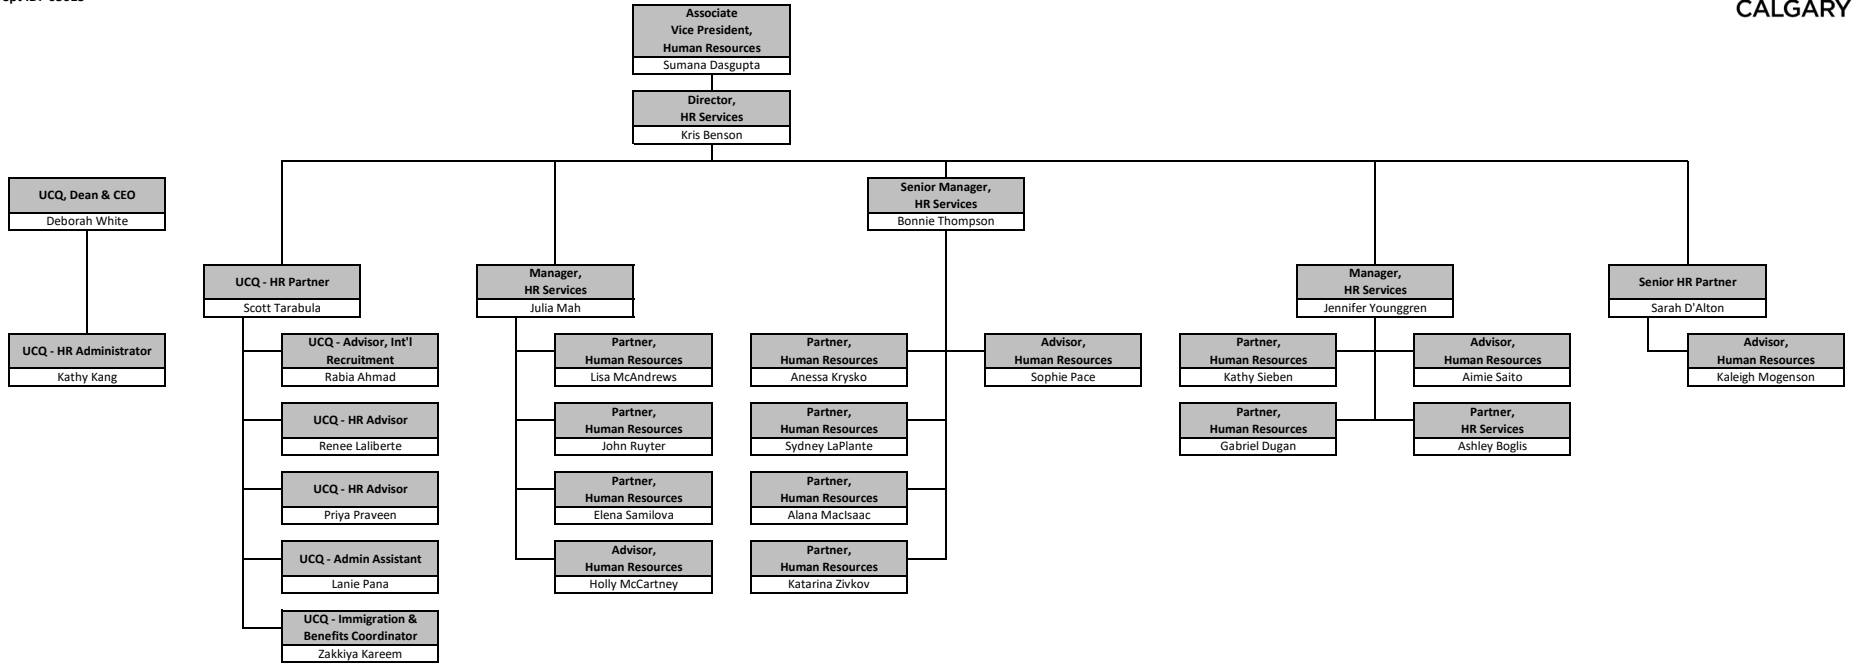 CALGARY
Associate
Vice President,
Human Resources
Sumana Dasgupta
Director,
HR Services
Kris Benson
UCQ, Dean & CEO
Deborah White
UCQ - HR Administrator
Kathy Kang
UCQ - HR Partner
Scott Tarabula
UCQ - Advisor, Int'l
Recruitment
Rabia Ahmad
UCQ - HR Advisor
Renee Laliberte
UCQ - HR Advisor
Priya Praveen
UCQ - Admin Assistant
Lanie Pana
UCQ - Immigration &
Benefits Coordinator
Zakkiya Kareem
Manager,
HR Services
Julia Mah
Partner,
Human Resources
Lisa McAndrews
Partner,
Human Resources
John Ruyter
Partner,
Human Resources
Elena Samilova
Advisor,
Human Resources
Holly McCartney
Senior Manager,
HR Services
Bonnie Thompson
Partner,
Human Resources
Anessa Krysko
Partner,
Human Resources
Sydney LaPlante
Partner,
Human Resources
Alana MacIsaac
Partner,
Human Resources
Katarina Zivkov
Advisor,
Human Resources
Sophie Pace
Manager,
HR Services
Jennifer Younggren
Partner,
Human Resources
Kathy Sieben
Partner,
Human Resources
Gabriel Dugan
Advisor,
Human Resources
Aimie Saito
Partner,
HR Services
Ashley Boglis
Senior HR Partner
Sarah D'Alton
Advisor,
Human Resources
Kaleigh Mogenson